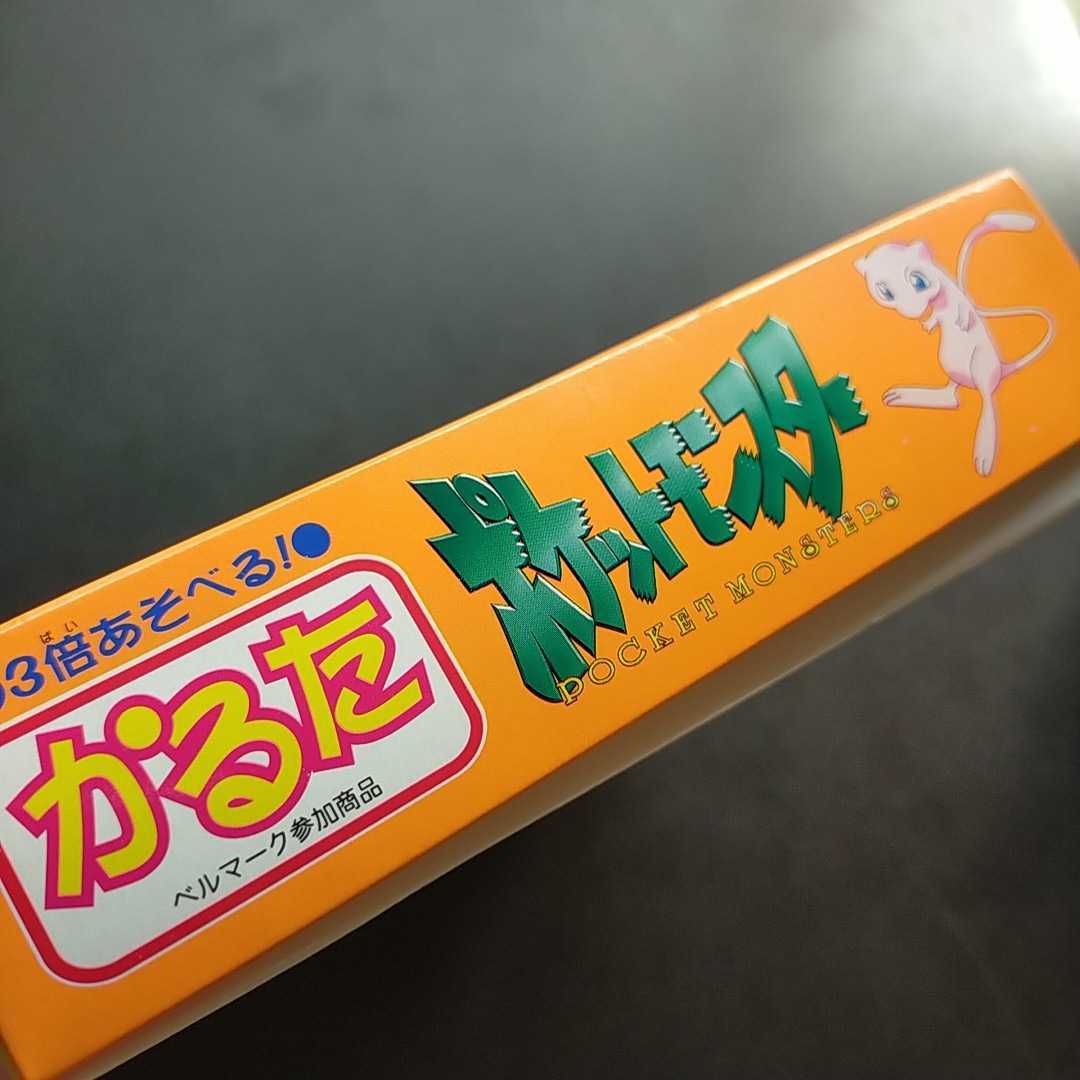 3倍あそべる!●
ばい
かるた
ベルマーク参加商品
ポケットモンスター
POCKET MONSTERS